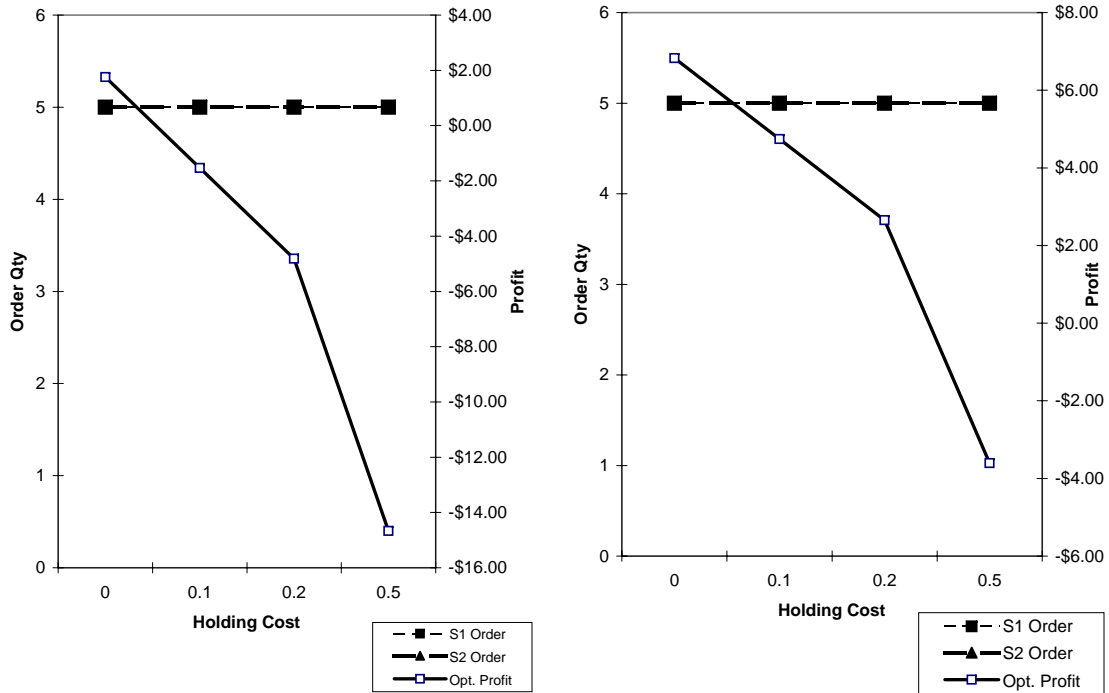 6
5
4
3
2
1
0
Order Qty
$4.00
$2.00
$0.00
-$2.00
-$4.00
-$6.00
-$8.00
-$10.00
-$12.00
-$14.00
-$16.00
Profit
0 0.1 0.2 0.5
Holding Cost
S1 Order
S2 Order
Opt. Profit
6
5
4
3
2
1
0
Order Qty
$8.00
$6.00
$4.00
$2.00
$0.00
-$2.00
-$4.00
-$6.00
Profit
0 0.1 0.2 0.5
Holding Cost
S1 Order
S2 Order
Opt. Profit